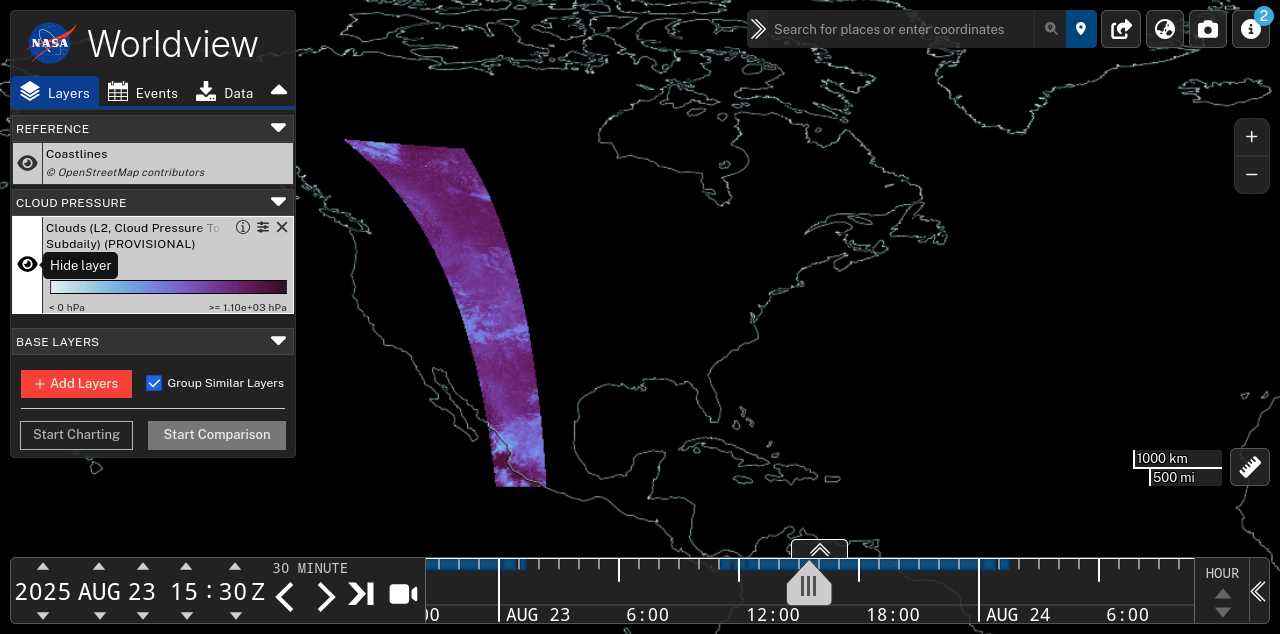 NASA
Worldview
Layers
Events
Data
REFERENCE
Coastlines
© OpenStreetMap contributors
CLOUD PRESSURE
Clouds (L2, Cloud Pressure To
Subdaily) (PROVISIONAL)
Hide layer
< 0 hPa
>= 1.10e+03 hPa
BASE LAYERS
+ Add Layers
Group Similar Layers
Start Charting
Start Comparison
Search for places or enter coordinates
2
+
−
1000 km
500 mi
2025 AUG 23 15 : 30 Z
30 MINUTE
AUG 23
6:00
12:00
18:00
AUG 24
6:00
HOUR